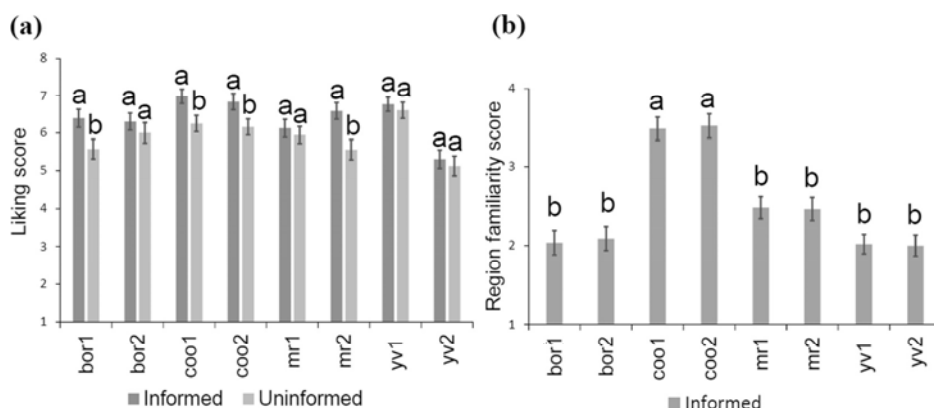 (a)
8
7
6
5
4
3
2
1
Liking score
a b a a a b a b a a a b a a a a
bor1 bor2 coo1 coo2 mr1 mr2 yv1 yv2
Informed Uninformed
(b)
4
3
2
1
Region familiarity score
b b a a b b b b
bor1 bor2 coo1 coo2 mr1 mr2 yv1 yv2
Informed